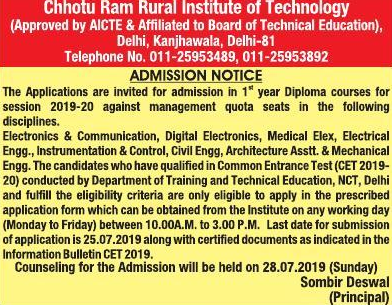 Chhotu Ram Rural Institute of Technology
(Approved by AICTE & Affiliated to Board of Technical Education),
Delhi, Kanjhawala, Delhi-81
Telephone No. 011-25953489, 011-25953892
ADMISSION NOTICE
The Applications are invited for admission in 1st year Diploma courses for
session 2019-20 against management quota seats in the following
disciplines.
Electronics & Communication, Digital Electronics, Medical Elex, Electrical
Engg., Instrumentation & Control, Civil Engg, Architecture Asstt. & Mechanical
Engg. The candidates who have qualified in Common Entrance Test (CET 2019-
20) conducted by Department of Training and Technical Education, NCT, Delhi
and fulfill the eligibility criteria are only eligible to apply in the prescribed
application form which can be obtained from the Institute on any working day
(Monday to Friday) between 10.00A.M. to 3.00 P.M. Last date for submission
of application is 25.07.2019 along with certified documents as indicated in the
Information Bulletin CET 2019.
Counseling for the Admission will be held on 28.07.2019 (Sunday)
Sombir Deswal
(Principal)